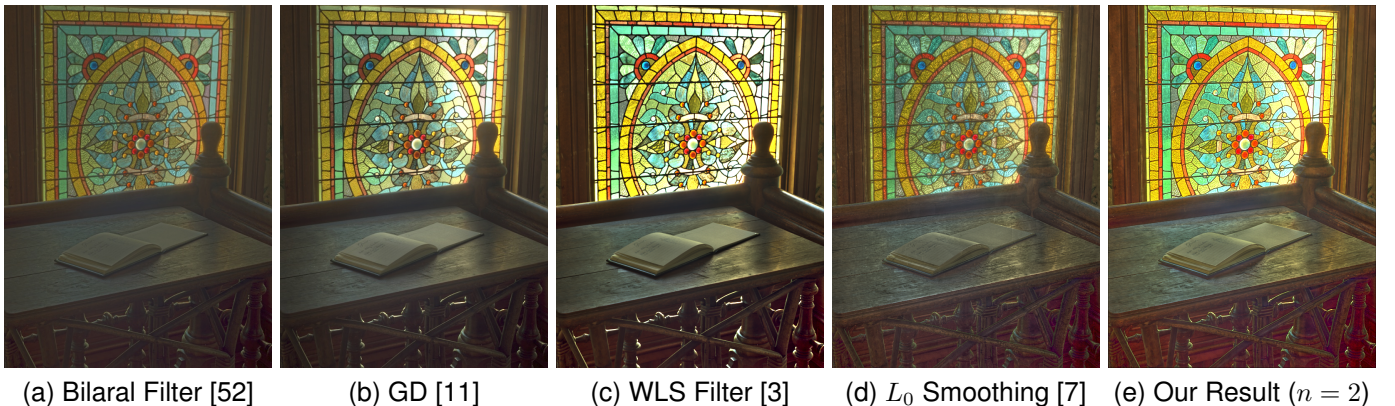 (a) Bilaral Filter [52]
(b) GD [11]
(c) WLS Filter [3]
(d) L₀ Smoothing [7]
(e) Our Result (n = 2)